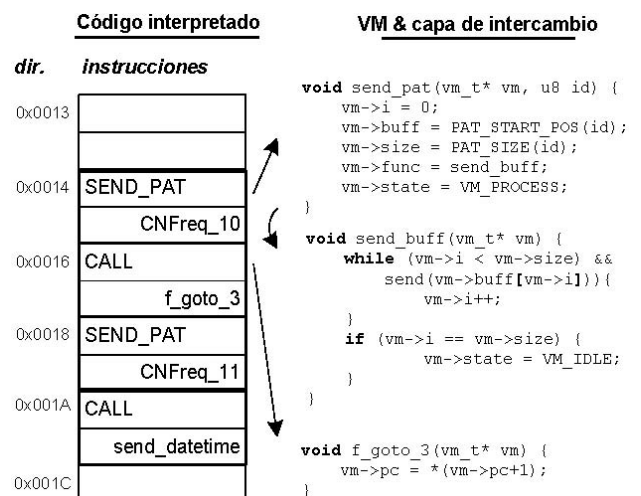 Código interpretado
dir. instrucciones
0x0013
0x0014 SEND_PAT
CNFreq_10
0x0016 CALL
f_goto_3
0x0018 SEND_PAT
CNFreq_11
0x001A CALL
send_datetime
0x001C
VM & capa de intercambio
void send_pat(vm_t* vm, u8 id) {
vm->i = 0;
vm->buff = PAT_START_POS(id);
vm->size = PAT_SIZE(id);
vm->func = send_buff;
vm->state = VM_PROCESS;
}
void send_buff(vm_t* vm) {
while (vm->i < vm->size) &&
send(vm->buff[vm->i])){
vm->i++;
}
if (vm->i == vm->size) {
vm->state = VM_IDLE;
}
}
void f_goto_3(vm_t* vm) {
vm->pc = *(vm->pc+1);
}